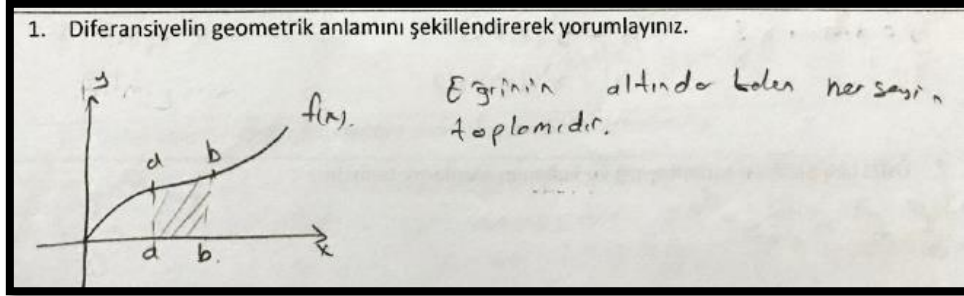 1. Diferansiyelin geometrik anlamını şekillendirerek yorumlayınız.
y
f(x).
Eğrinin altında kalan her şeyin
toplamıdır.
a b
a b.
x